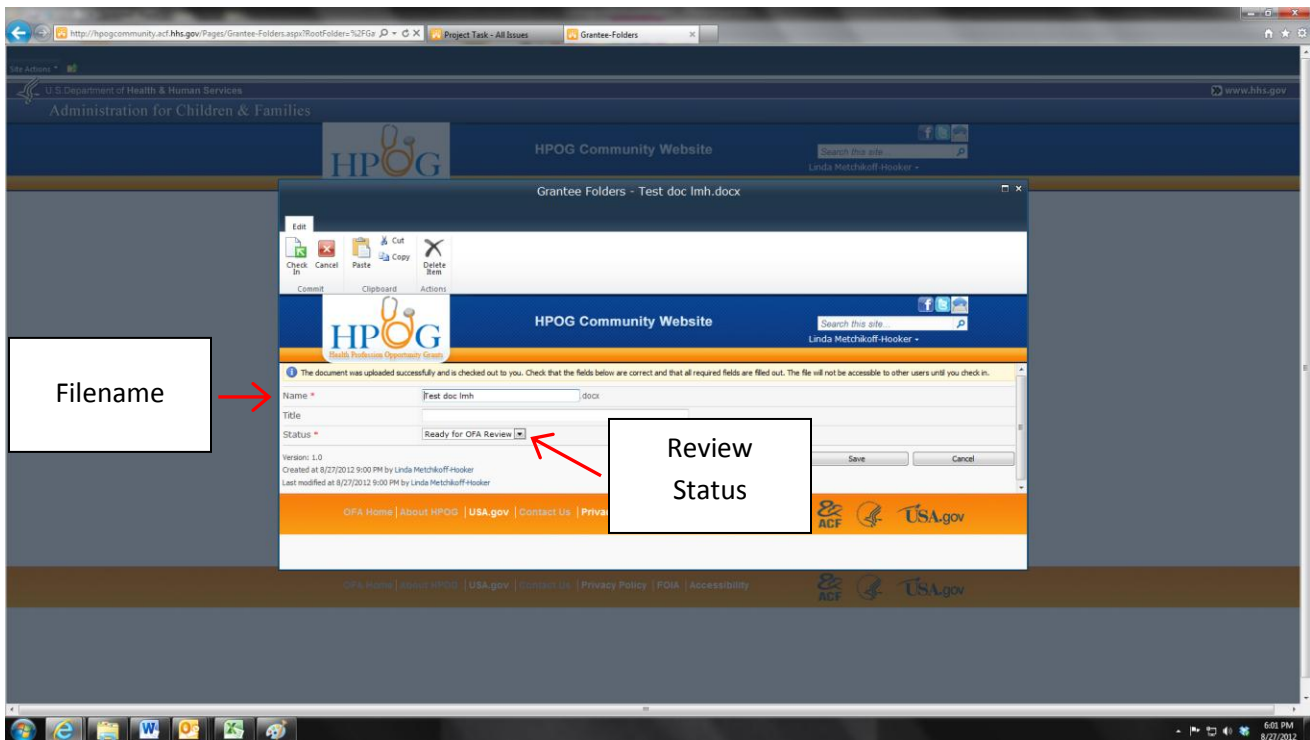 http://hpogcommunity.acf.hhs.gov/Pages/Grantee-Folders.aspx?RootFolder=%2FGr
Project Task - All Issues
Grantee-Folders
Site Actions
U.S. Department of Health & Human Services
www.hhs.gov
Administration for Children & Families
HPOG
HPOG Community Website
Search this site
Linda Metchikoff-Hooker
Grantee Folders - Test doc lmh.docx
Edit
Check In
Cancel
Paste
Cut
Copy
Delete Item
Commit
Clipboard
Actions
HPOG
Health Profession Opportunity Grants
HPOG Community Website
Search this site...
Linda Metchikoff-Hooker
The document was uploaded successfully and is checked out to you. Check that the fields below are correct and that all required fields are filled out. The file will not be accessible to other users until you check in.
Filename
Name *
Test doc lmh
.docx
Title
Status *
Ready for OFA Review
Review
Status
Version: 1.0
Created at 8/27/2012 9:00 PM by Linda Metchikoff-Hooker
Last modified at 8/27/2012 9:00 PM by Linda Metchikoff-Hooker
Save
Cancel
OFA Home | About HPOG | USA.gov | Contact Us | Priva
ACF
USA.gov
OFA Home | About HPOG | USA.gov | Contact Us | Privacy Policy | FOIA | Accessibility
ACF
USA.gov
6:01 PM
8/27/2012